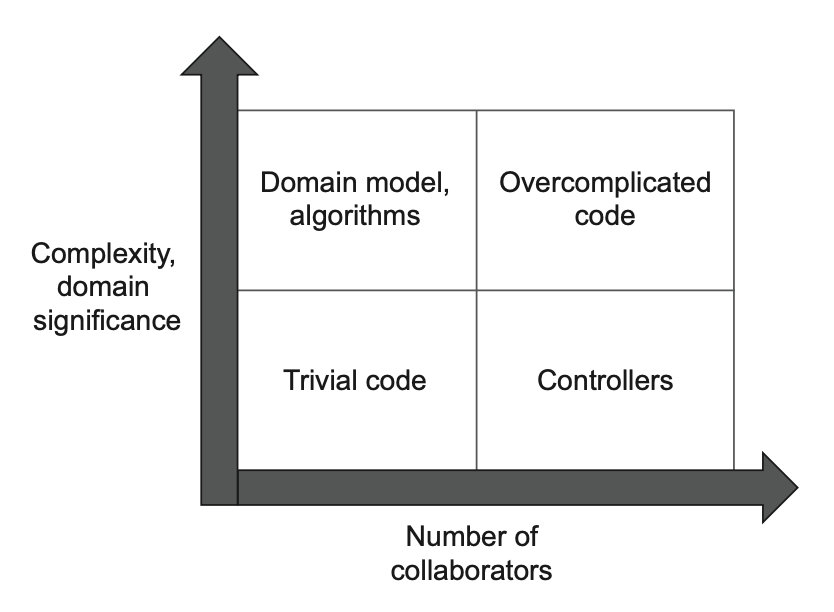 Domain model,
algorithms
Overcomplicated
code
Complexity,
domain
significance
Trivial code
Controllers
Number of
collaborators